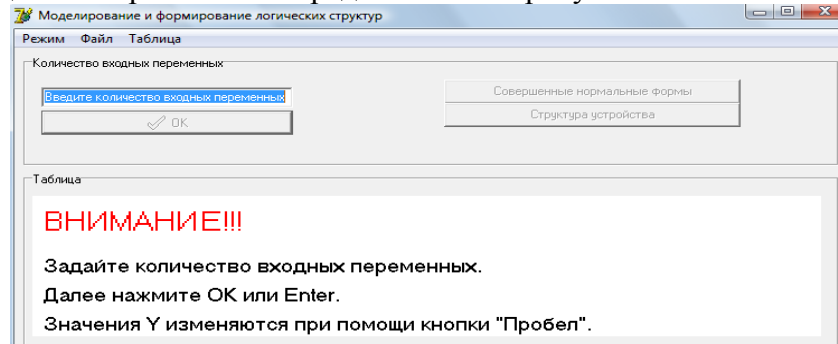 Моделирование и формирование логических структур
Режим Файл Таблица
Количество входных переменных
Введите количество входных переменных
OK
Совершенные нормальные формы
Структура устройства
Таблица
ВНИМАНИЕ!!!
Задайте количество входных переменных.
Далее нажмите OK или Enter.
Значения Y изменяются при помощи кнопки "Пробел".